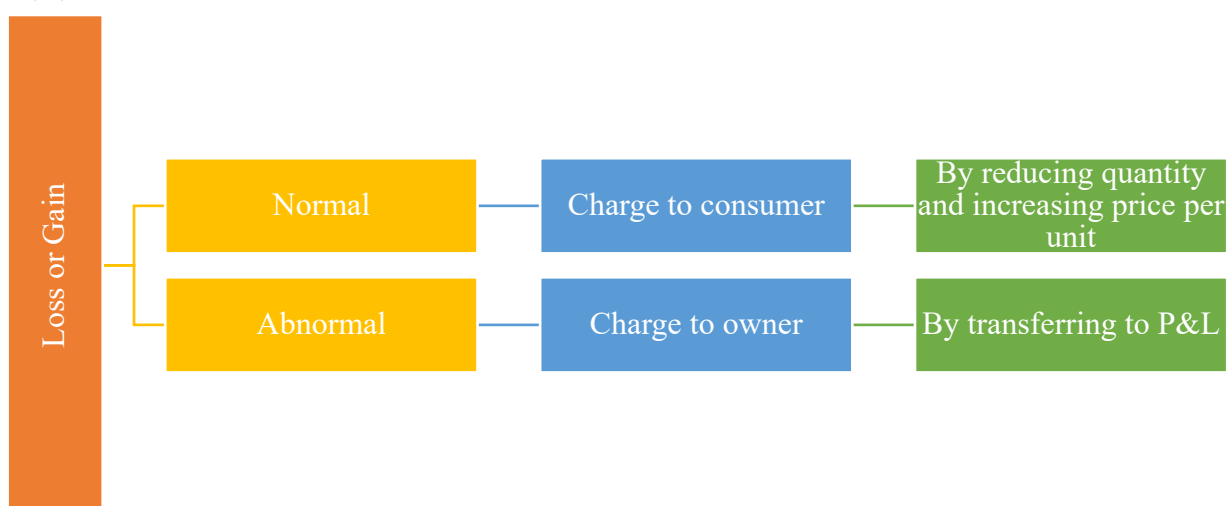 Loss or Gain
Normal
Charge to consumer
By reducing quantity
and increasing price per
unit
Abnormal
Charge to owner
By transferring to P&L